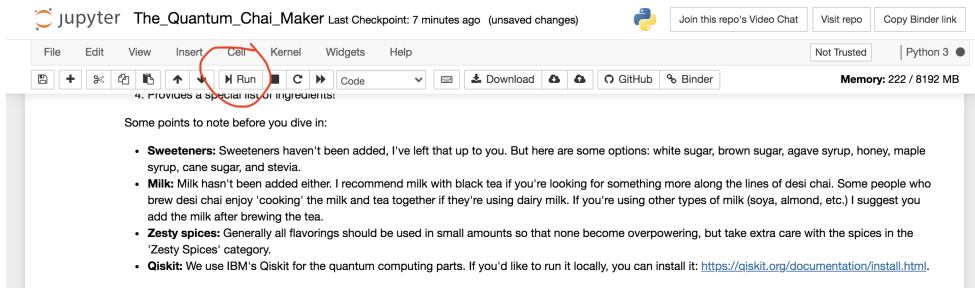 jupyter The_Quantum_Chai_Maker Last Checkpoint: 7 minutes ago (unsaved changes) Join this repo's Video Chat Visit repo Copy Binder link
File Edit View Insert Cell Kernel Widgets Help Not Trusted Python 3
Run Code Download GitHub Binder Memory: 222 / 8192 MB
4. Provides a special list of ingredients!
Some points to note before you dive in:
• Sweeteners: Sweeteners haven't been added, I've left that up to you. But here are some options: white sugar, brown sugar, agave syrup, honey, maple
syrup, cane sugar, and stevia.
• Milk: Milk hasn't been added either. I recommend milk with black tea if you're looking for something more along the lines of desi chai. Some people who
brew desi chai enjoy 'cooking' the milk and tea together if they're using dairy milk. If you're using other types of milk (soya, almond, etc.) I suggest you
add the milk after brewing the tea.
• Zesty spices: Generally all flavorings should be used in small amounts so that none become overpowering, but take extra care with the spices in the
'Zesty Spices' category.
• Qiskit: We use IBM's Qiskit for the quantum computing parts. If you'd like to run it locally, you can install it: https://qiskit.org/documentation/install.html.